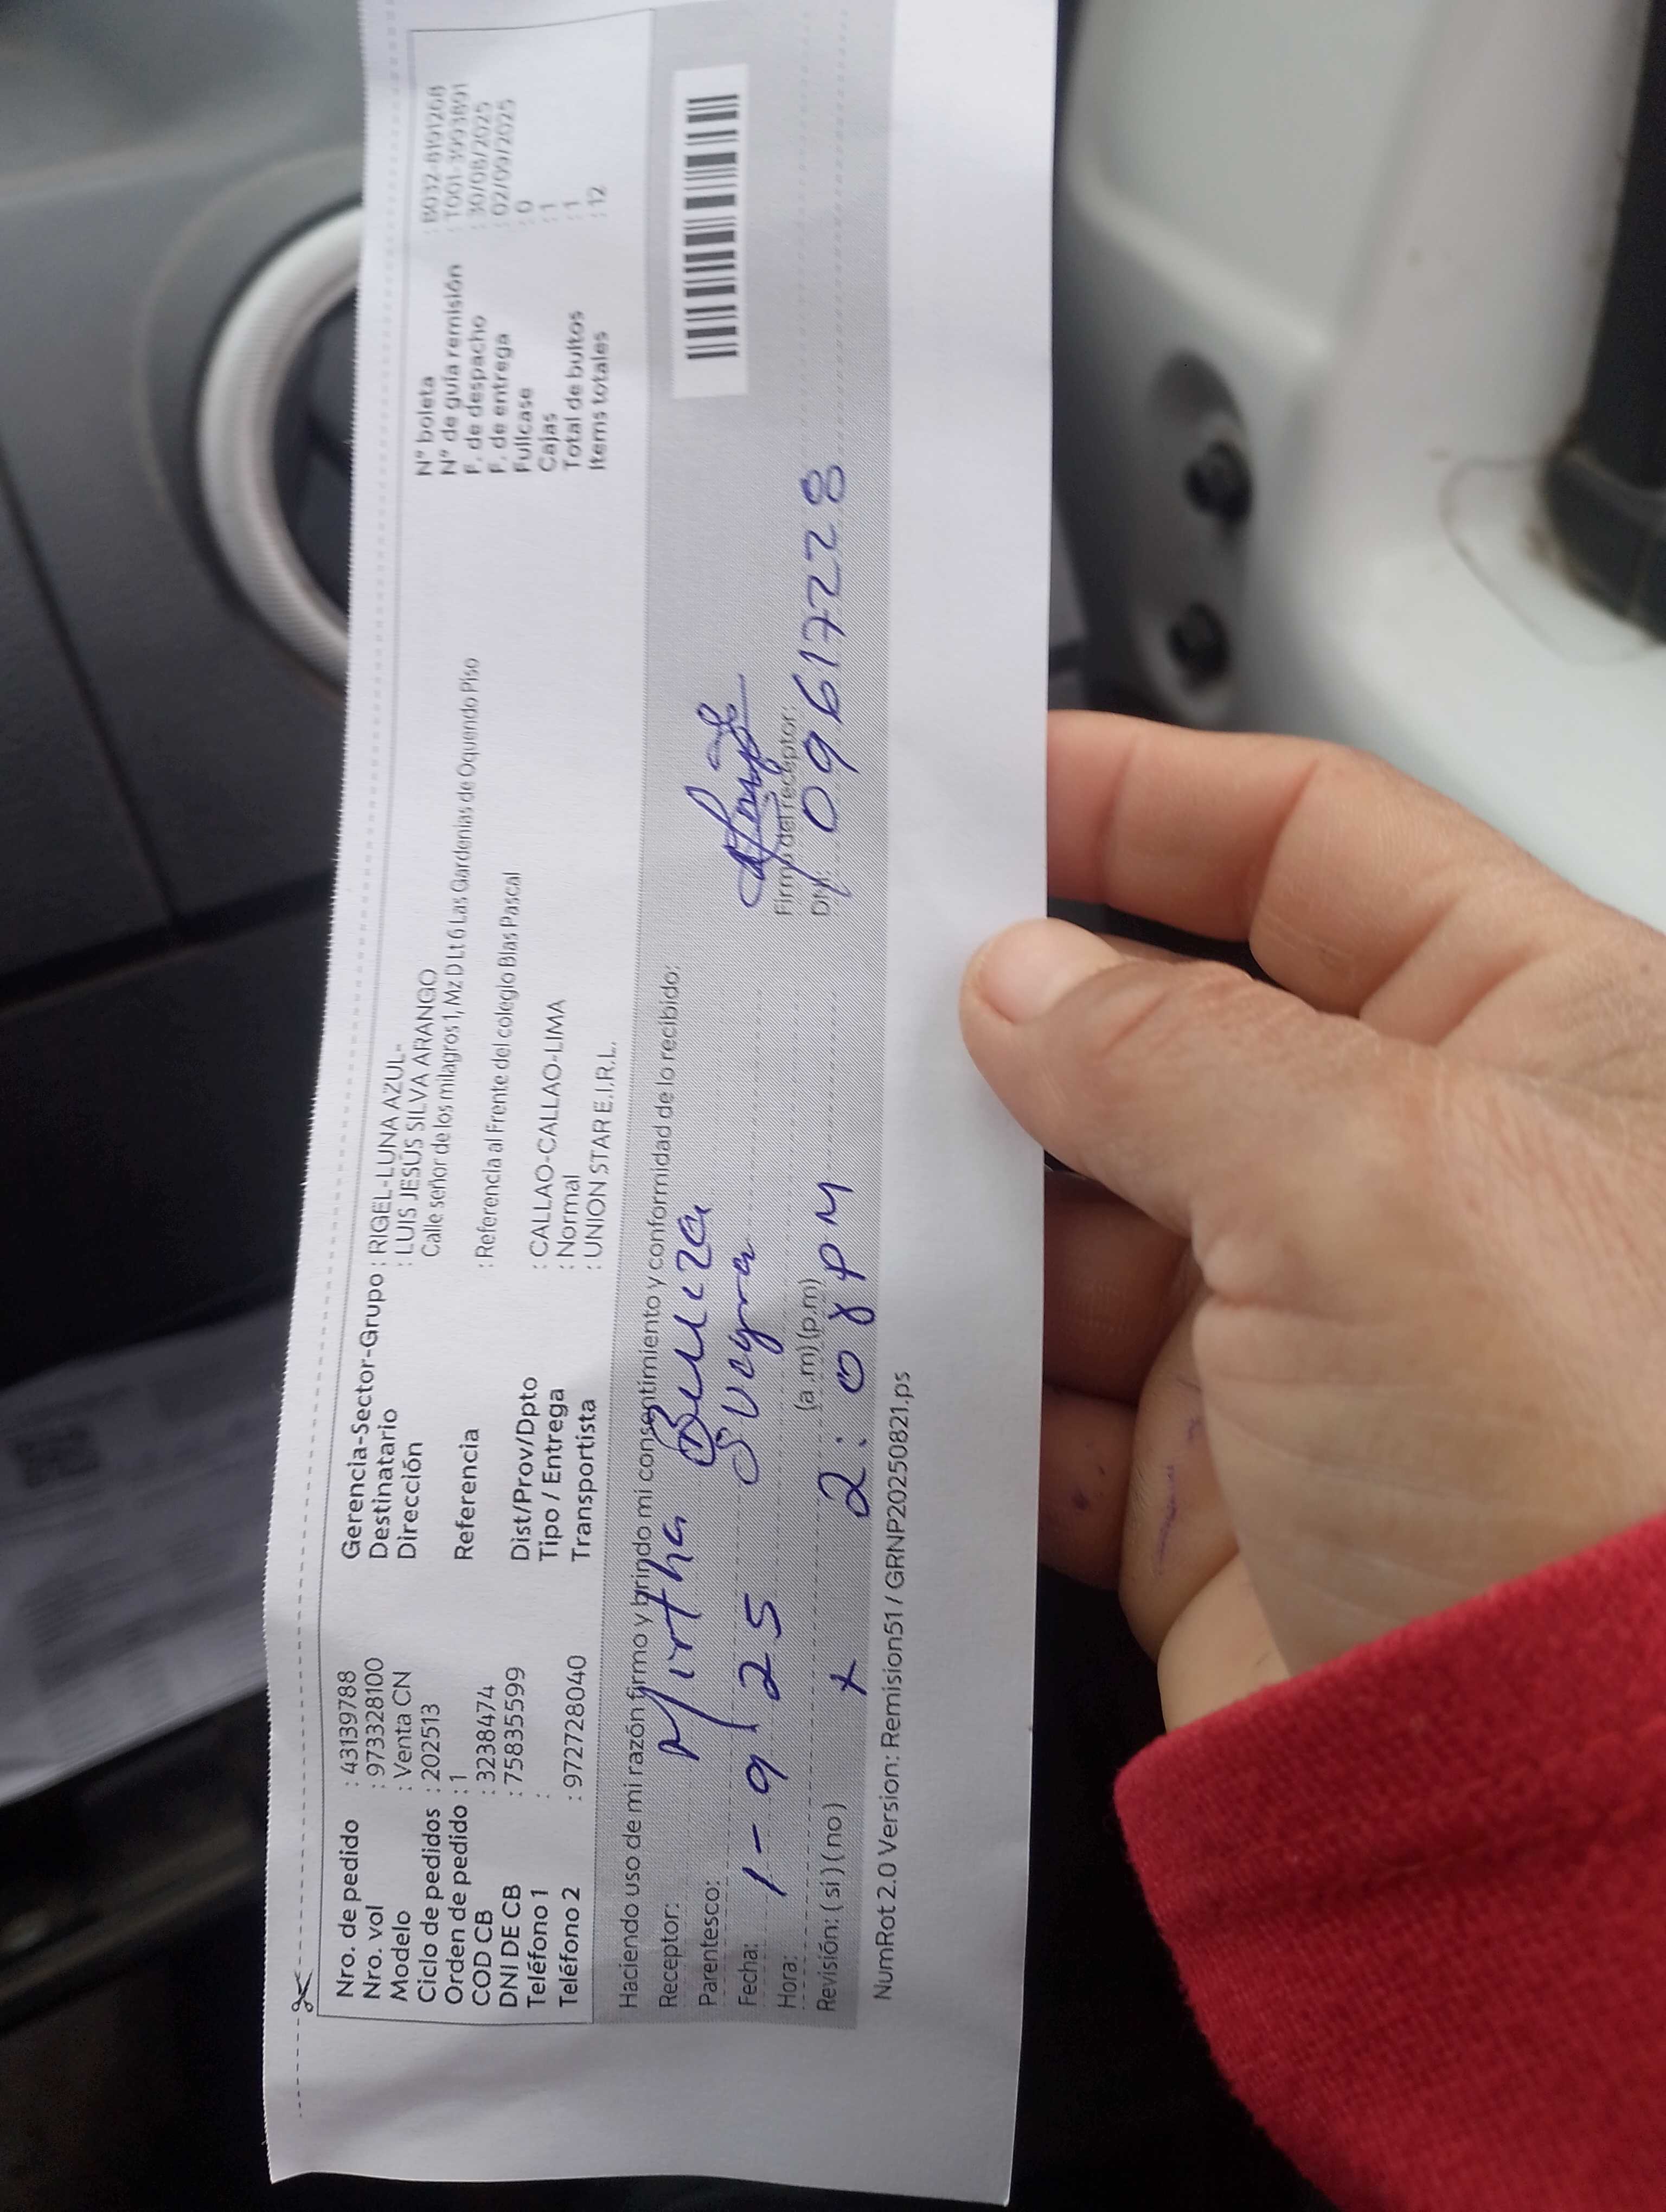 Nro. de pedido : 43139788
Nro. vol : 973328100
Modelo : Venta CN
Ciclo de pedidos : 202513
Orden de pedido : 1
COD CB : 3238474
DNI DE CB : 75835599
Teléfono 1 :
Teléfono 2 : 972728040
Gerencia-Sector-Grupo : RIGEL-LUNA AZUL-
Destinatario : LUIS JESÚS SILVA ARANGO
Dirección Calle señor de los milagros 1, Mz D Lt 6 Las Gardenias de Oquendo Piso
Referencia : Referencia al Frente del colegio Blas Pascal
Dist/Prov/Dpto : CALLAO-CALLAO-LIMA
Tipo / Entrega : Normal
Transportista : UNION STAR E.I.R.L.
N° boleta : B032-8191268
N° de guía remisión : T001-3993891
F. de despacho : 30/08/2025
F. de entrega : 02/09/2025
Fullcase : 0
Cajas : 1
Total de bultos : 1
Items totales : 12
Haciendo uso de mi razón firmo y brindo mi consentimiento y conformidad de lo recibido:
Receptor: Mirtha
Parentesco: Suegra
Fecha: 1-9/25
Hora: (a.m) (p.m) 2:08 PM
Revisión: (si) (no) x
Firma del receptor:
DNI: 09617228
NumRot 2.0 Version: Remision51 / GRNP20250821.ps